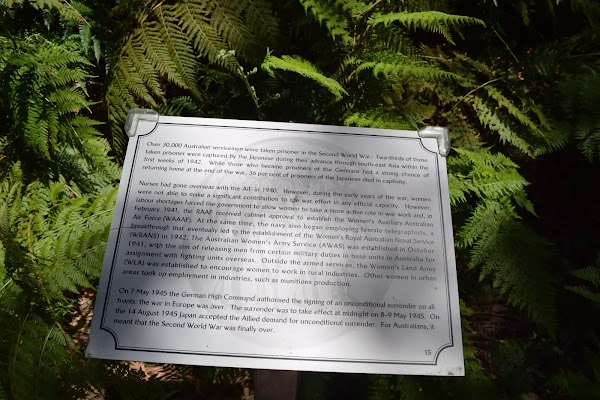 Over 30,000 Australian servicemen were taken prisoner in the Second World War. Two-thirds of those
taken prisoner were captured by the Japanese during their advance through south-east Asia within the
first weeks of 1942. While those who became prisoners of the Germans had a strong chance of
returning home at the end of the war, 36 per cent of prisoners of the Japanese died in captivity.
Nurses had gone overseas with the AIF in 1940. However, during the early years of the war, women
were not able to make a significant contribution to the war effort in any official capacity. However,
labour shortages forced the government to allow women to take a more active role in war work and, in
February 1941, the RAAF received cabinet approval to establish the Women's Auxiliary Australian
Air Force (WAAAF). At the same time, the navy also began employing female telegraphists, a
breakthrough that eventually led to the establishment of the Women's Royal Australian Naval Service
(WRANS) in 1942. The Australian Women's Army Service (AWAS) was established in October
1941, with the aim of releasing men from certain military duties in base units in Australia for
assignment with fighting units overseas. Outside the armed services, the Women's Land Army
(WLA) was established to encourage women to work in rural industries. Other women in urban
areas took up employment in industries, such as munitions production.
On 7 May 1945 the German High Command authorised the signing of an unconditional surrender on all
fronts: the war in Europe was over. The surrender was to take effect at midnight on 8–9 May 1945. On
the 14 August 1945 Japan accepted the Allied demand for unconditional surrender. For Australians, it
meant that the Second World War was finally over.
15